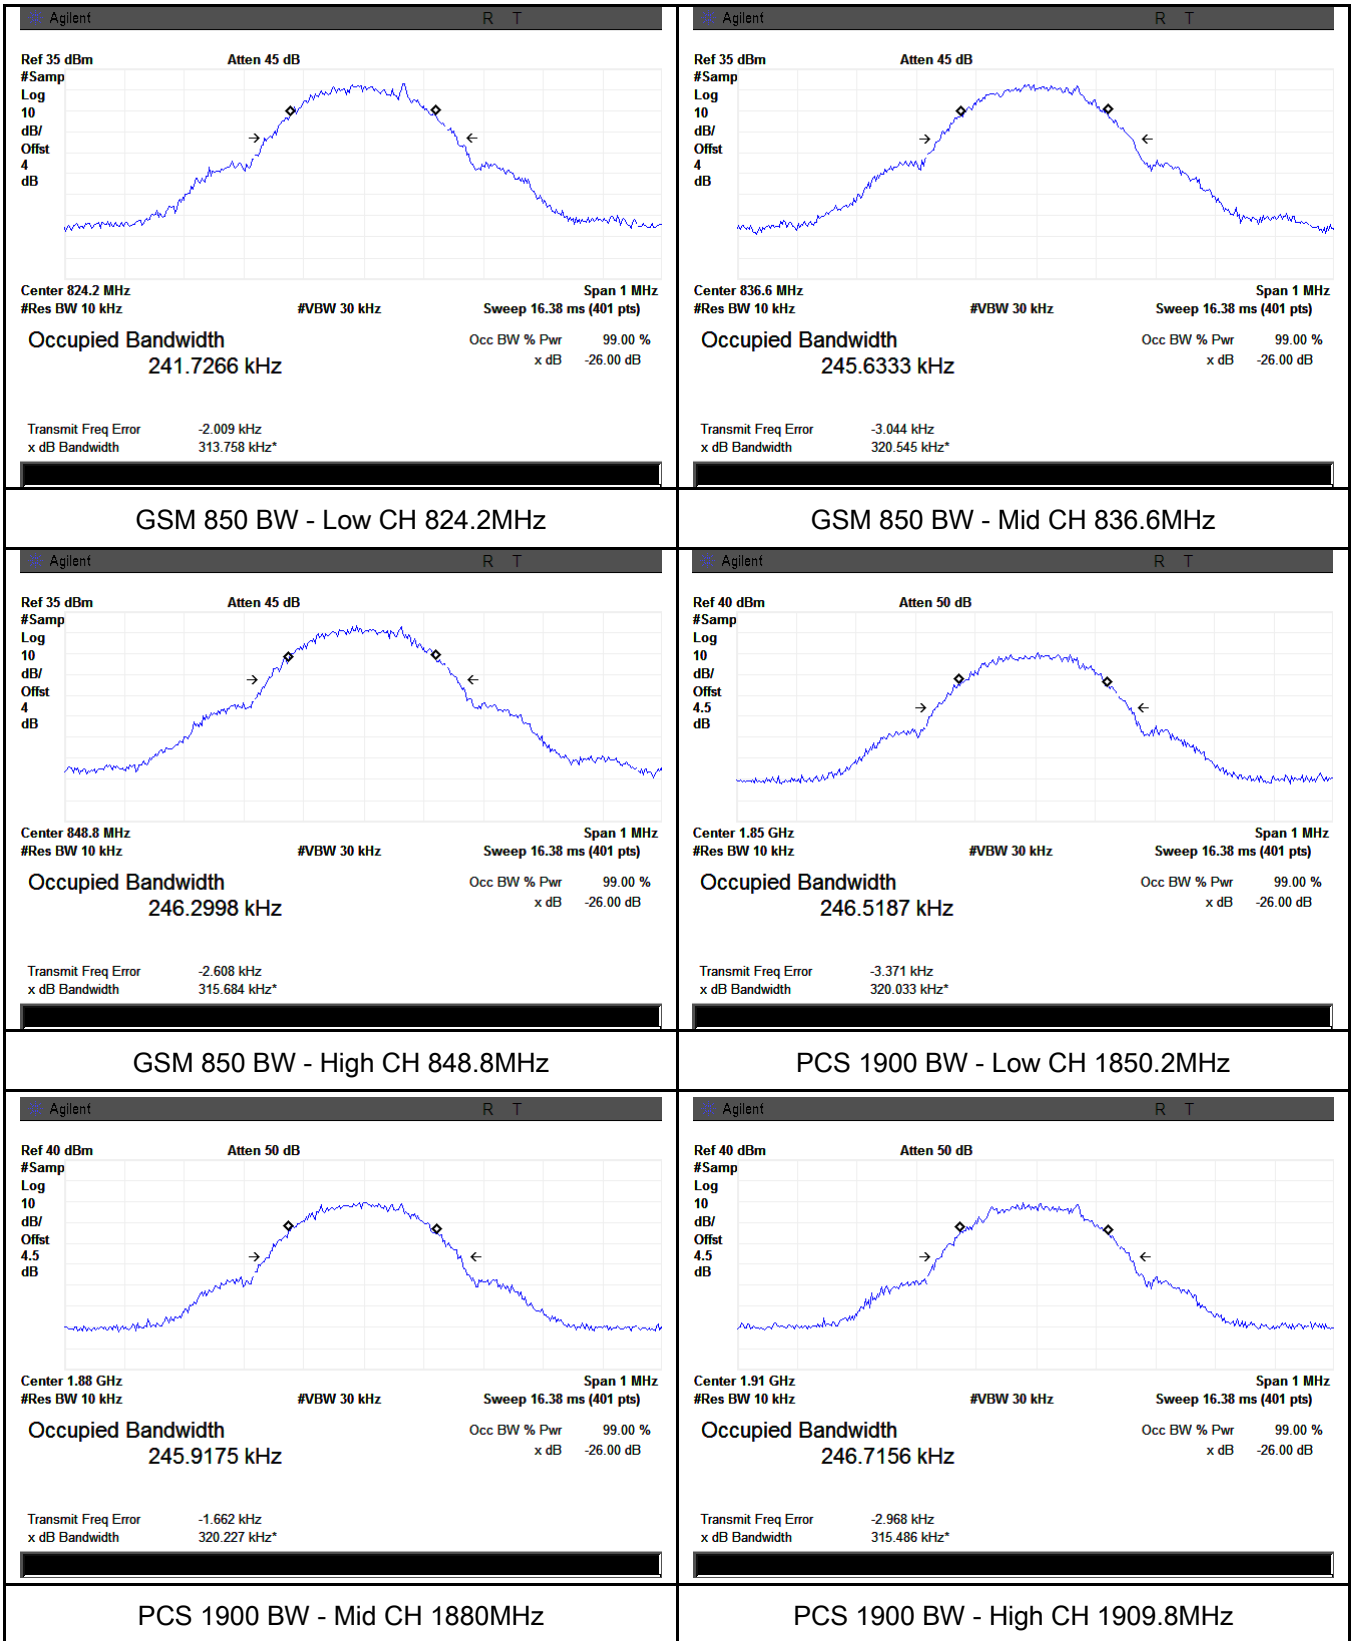 Agilent R T
Ref 35 dBm Atten 45 dB
#Samp
Log
10
dB/
Offst
4
dB
Center 824.2 MHz Span 1 MHz
#Res BW 10 kHz #VBW 30 kHz Sweep 16.38 ms (401 pts)
Occupied Bandwidth Occ BW % Pwr 99.00 %
241.7266 kHz x dB -26.00 dB
Transmit Freq Error -2.009 kHz
x dB Bandwidth 313.758 kHz*
GSM 850 BW - Low CH 824.2MHz
Agilent R T
Ref 35 dBm Atten 45 dB
#Samp
Log
10
dB/
Offst
4
dB
Center 836.6 MHz Span 1 MHz
#Res BW 10 kHz #VBW 30 kHz Sweep 16.38 ms (401 pts)
Occupied Bandwidth Occ BW % Pwr 99.00 %
245.6333 kHz x dB -26.00 dB
Transmit Freq Error -3.044 kHz
x dB Bandwidth 320.545 kHz*
GSM 850 BW - Mid CH 836.6MHz
Agilent R T
Ref 35 dBm Atten 45 dB
#Samp
Log
10
dB/
Offst
4
dB
Center 848.8 MHz Span 1 MHz
#Res BW 10 kHz #VBW 30 kHz Sweep 16.38 ms (401 pts)
Occupied Bandwidth Occ BW % Pwr 99.00 %
246.2998 kHz x dB -26.00 dB
Transmit Freq Error -2.608 kHz
x dB Bandwidth 315.684 kHz*
GSM 850 BW - High CH 848.8MHz
Agilent R T
Ref 40 dBm Atten 50 dB
#Samp
Log
10
dB/
Offst
4.5
dB
Center 1.85 GHz Span 1 MHz
#Res BW 10 kHz #VBW 30 kHz Sweep 16.38 ms (401 pts)
Occupied Bandwidth Occ BW % Pwr 99.00 %
246.5187 kHz x dB -26.00 dB
Transmit Freq Error -3.371 kHz
x dB Bandwidth 320.033 kHz*
PCS 1900 BW - Low CH 1850.2MHz
Agilent R T
Ref 40 dBm Atten 50 dB
#Samp
Log
10
dB/
Offst
4.5
dB
Center 1.88 GHz Span 1 MHz
#Res BW 10 kHz #VBW 30 kHz Sweep 16.38 ms (401 pts)
Occupied Bandwidth Occ BW % Pwr 99.00 %
245.9175 kHz x dB -26.00 dB
Transmit Freq Error -1.662 kHz
x dB Bandwidth 320.227 kHz*
PCS 1900 BW - Mid CH 1880MHz
Agilent R T
Ref 40 dBm Atten 50 dB
#Samp
Log
10
dB/
Offst
4.5
dB
Center 1.91 GHz Span 1 MHz
#Res BW 10 kHz #VBW 30 kHz Sweep 16.38 ms (401 pts)
Occupied Bandwidth Occ BW % Pwr 99.00 %
246.7156 kHz x dB -26.00 dB
Transmit Freq Error -2.968 kHz
x dB Bandwidth 315.486 kHz*
PCS 1900 BW - High CH 1909.8MHz